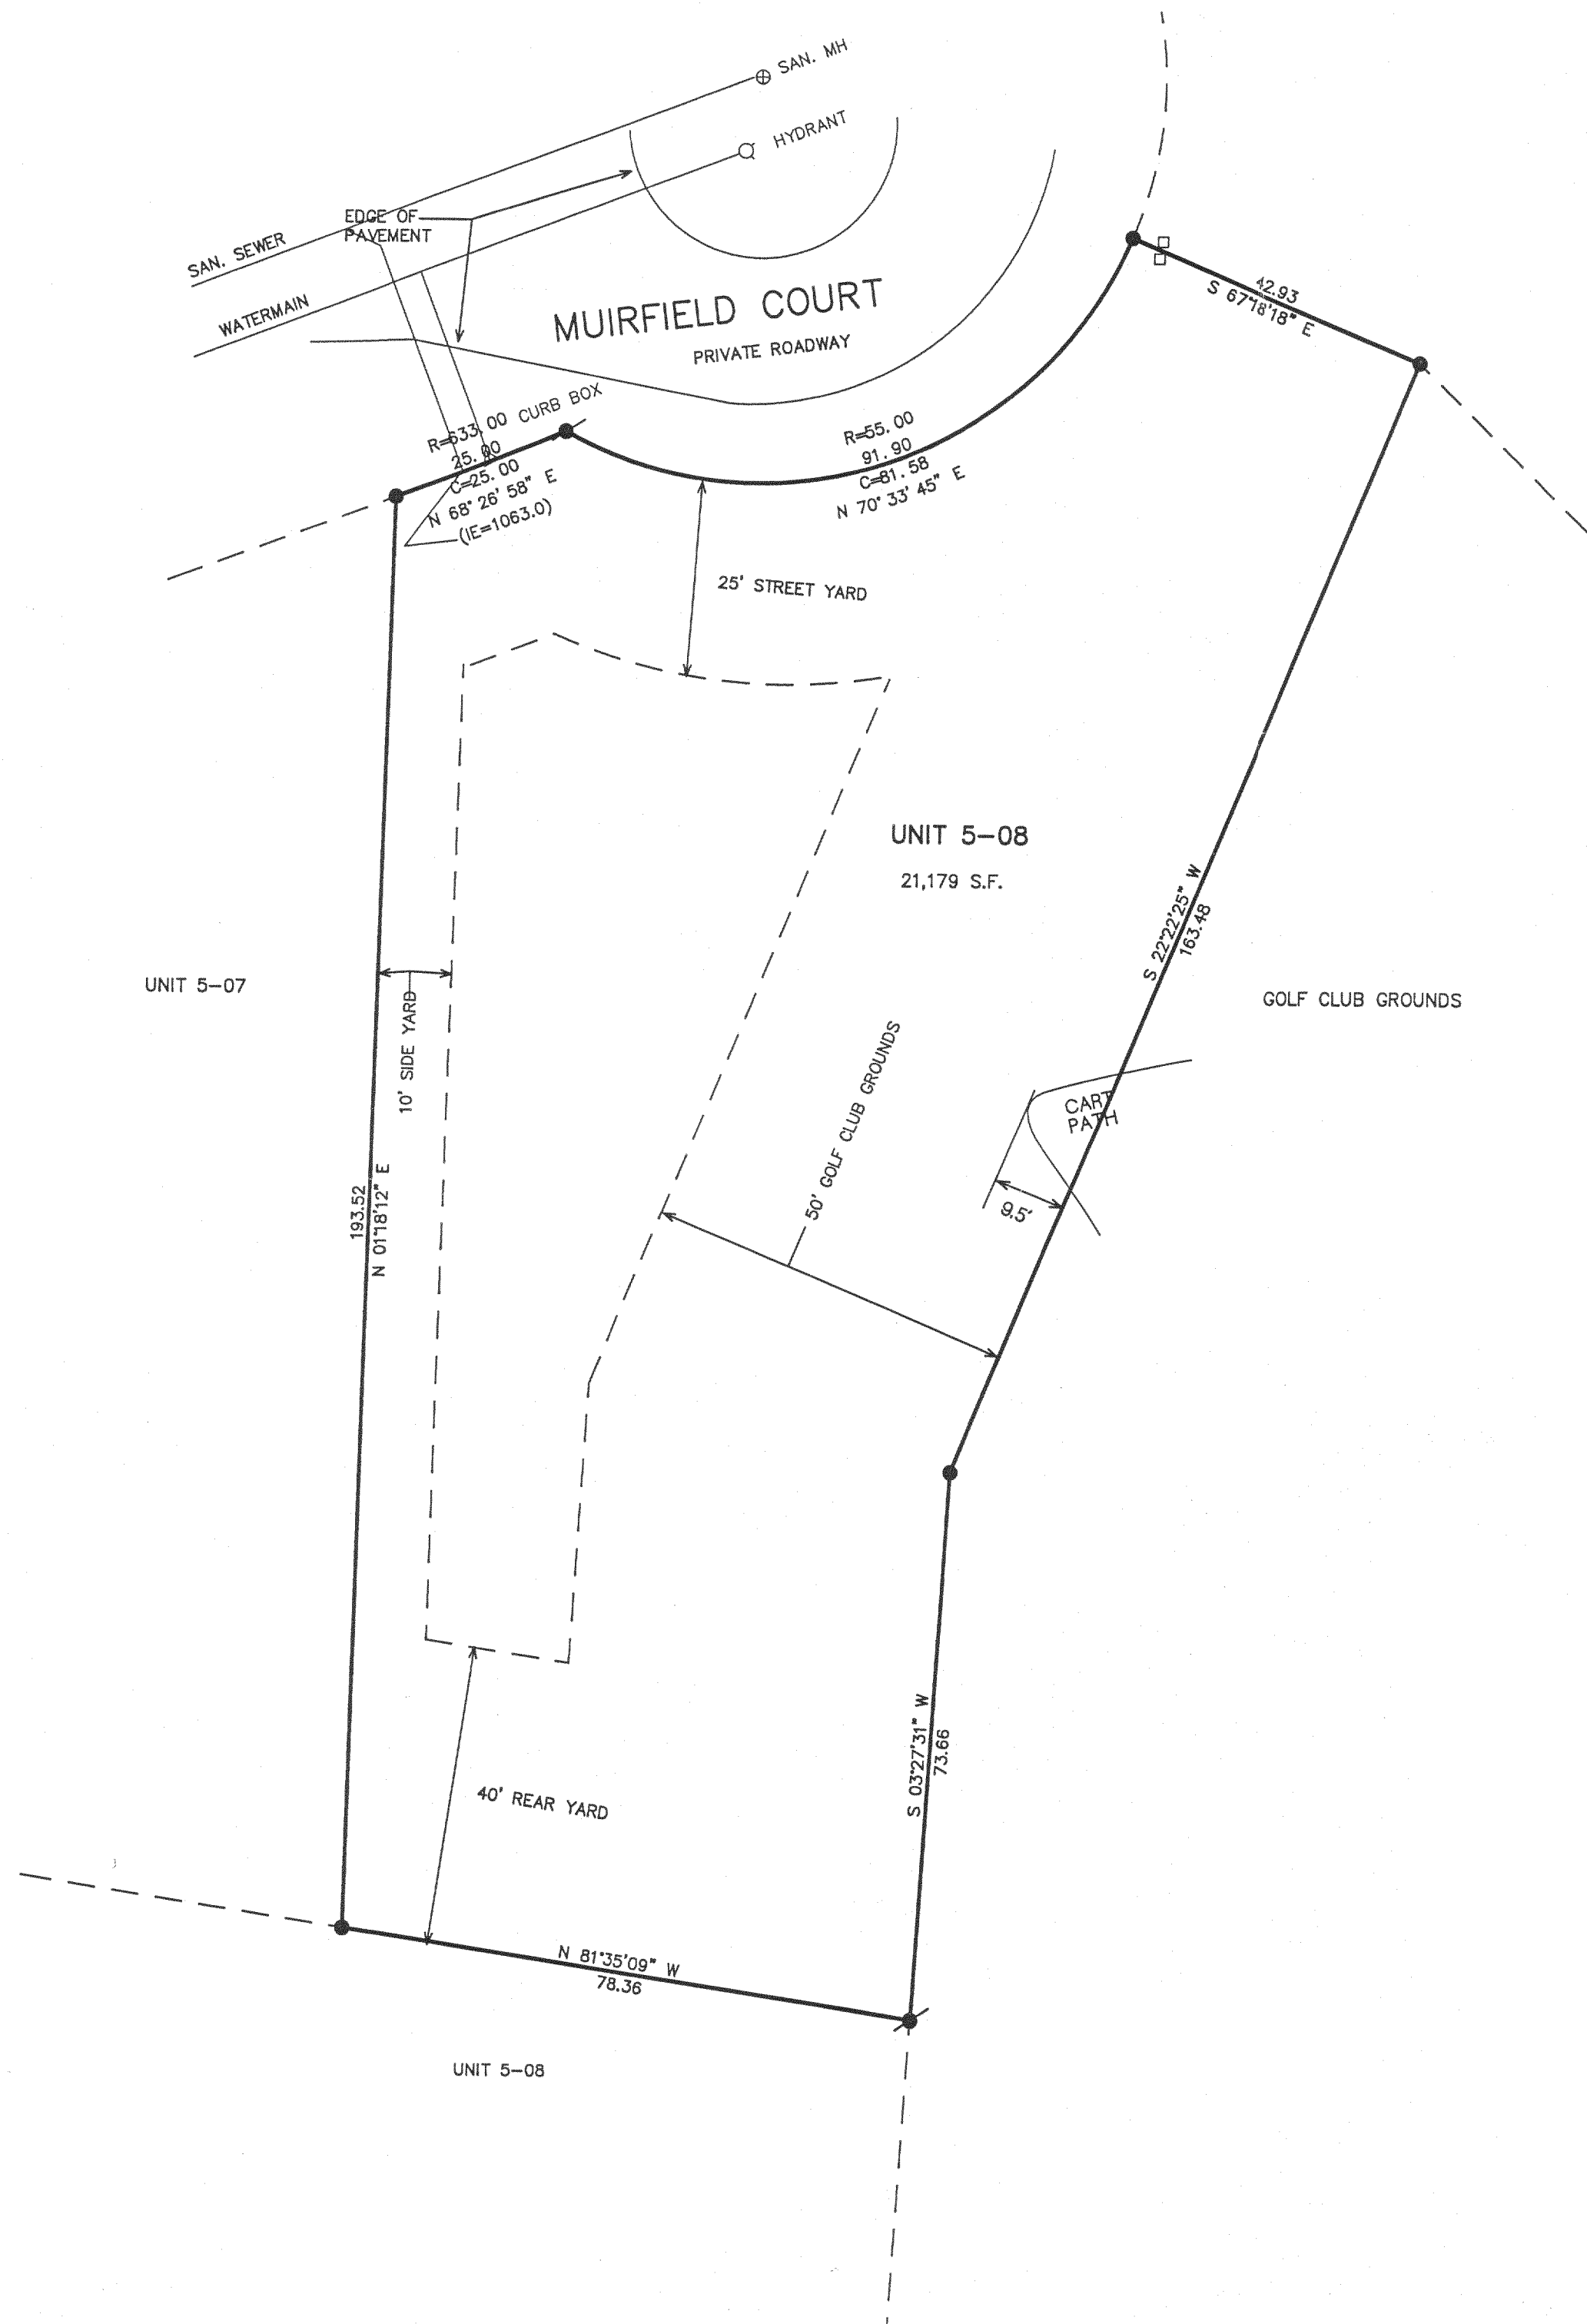 SAN. MH
HYDRANT
EDGE OF
PAVEMENT
SAN. SEWER
WATERMAIN
MUIRFIELD COURT
PRIVATE ROADWAY
42.93
S 67°18'18" E
R=633.00 CURB BOX
25.00
C=25.00
N 68° 26' 58" E
(IE=1063.0)
R=55.00
91.90
C=81.58
N 70° 33' 45" E
25' STREET YARD
UNIT 5-08
21,179 S.F.
S 22°22'25" W
163.48
UNIT 5-07
GOLF CLUB GROUNDS
10' SIDE YARD
50' GOLF CLUB GROUNDS
CART
PATH
9.5'
193.52
N 01°18'12" E
S 03°27'31" W
73.66
40' REAR YARD
N 81°35'09" W
78.36
UNIT 5-08